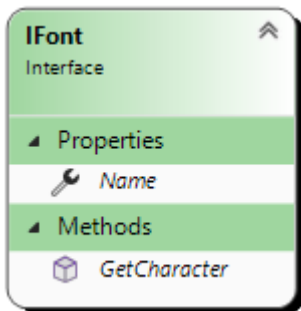 IFont
Interface
Properties
Name
Methods
GetCharacter